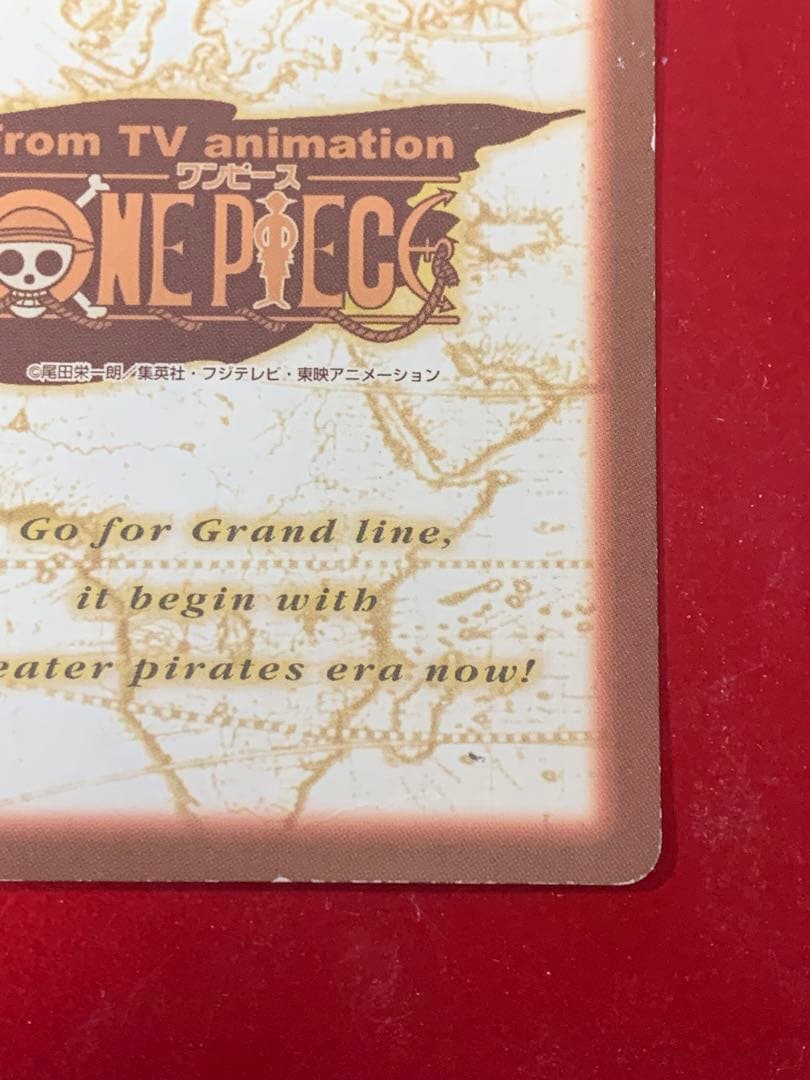 from TV animation
ワンピース
ONE PIECE
©尾田栄一朗／集英社・フジテレビ・東映アニメーション
Go for Grand line,
it begin with
eater pirates era now!